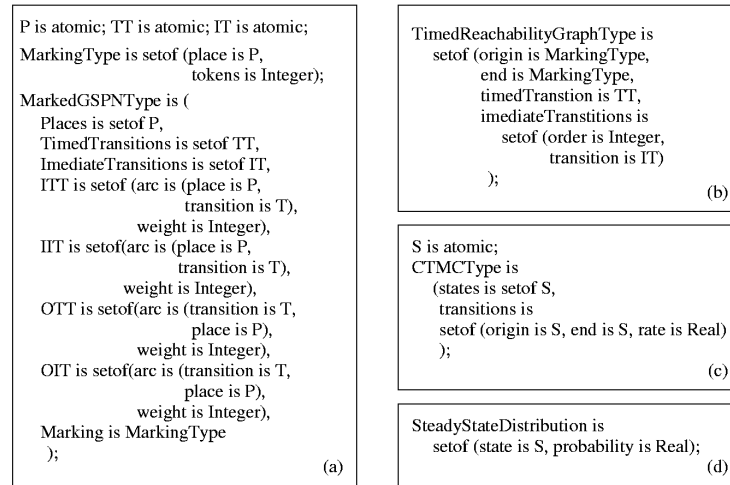 P is atomic; TT is atomic; IT is atomic;
MarkingType is setof (place is P,
tokens is Integer);
MarkedGSPNType is (
Places is setof P,
TimedTransitions is setof TT,
ImediateTransitions is setof IT,
ITT is setof (arc is (place is P,
transition is T),
weight is Integer),
IIT is setof(arc is (place is P,
transition is T),
weight is Integer),
OTT is setof(arc is (transition is T,
place is P),
weight is Integer),
OIT is setof(arc is (transition is T,
place is P),
weight is Integer),
Marking is MarkingType
);
(a)
TimedReachabilityGraphType is
setof (origin is MarkingType,
end is MarkingType,
timedTranstion is TT,
imediateTranstitions is
setof (order is Integer,
transition is IT)
);
(b)
S is atomic;
CTMCType is
(states is setof S,
transitions is
setof (origin is S, end is S, rate is Real)
);
(c)
SteadyStateDistribution is
setof (state is S, probability is Real);
(d)